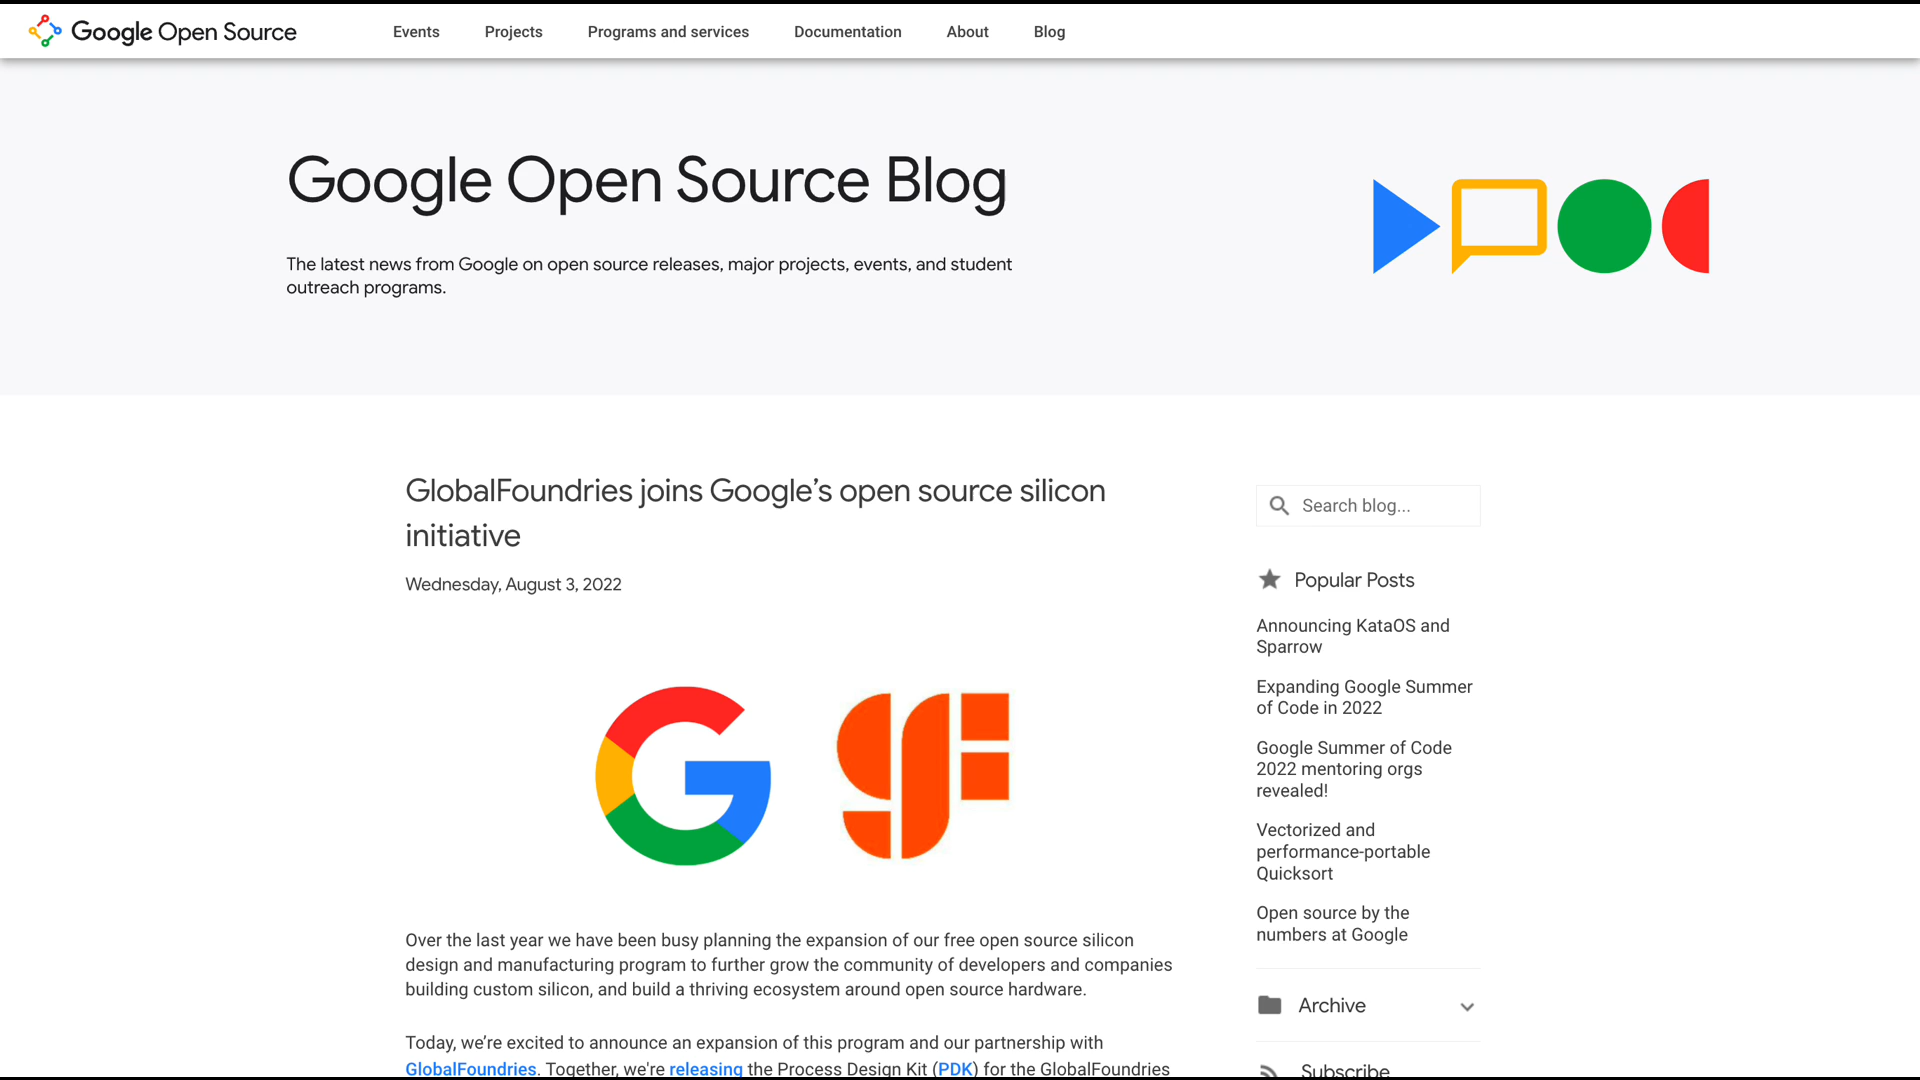 Google Open Source
Events
Projects
Programs and services
Documentation
About
Blog
Google Open Source Blog
The latest news from Google on open source releases, major projects, events, and student
outreach programs.
GlobalFoundries joins Google’s open source silicon
initiative
Wednesday, August 3, 2022
Over the last year we have been busy planning the expansion of our free open source silicon
design and manufacturing program to further grow the community of developers and companies
building custom silicon, and build a thriving ecosystem around open source hardware.
Today, we’re excited to announce an expansion of this program and our partnership with
GlobalFoundries. Together, we're releasing the Process Design Kit (PDK) for the GlobalFoundries
Search blog...
Popular Posts
Announcing KataOS and
Sparrow
Expanding Google Summer
of Code in 2022
Google Summer of Code
2022 mentoring orgs
revealed!
Vectorized and
performance-portable
Quicksort
Open source by the
numbers at Google
Archive
Subscribe